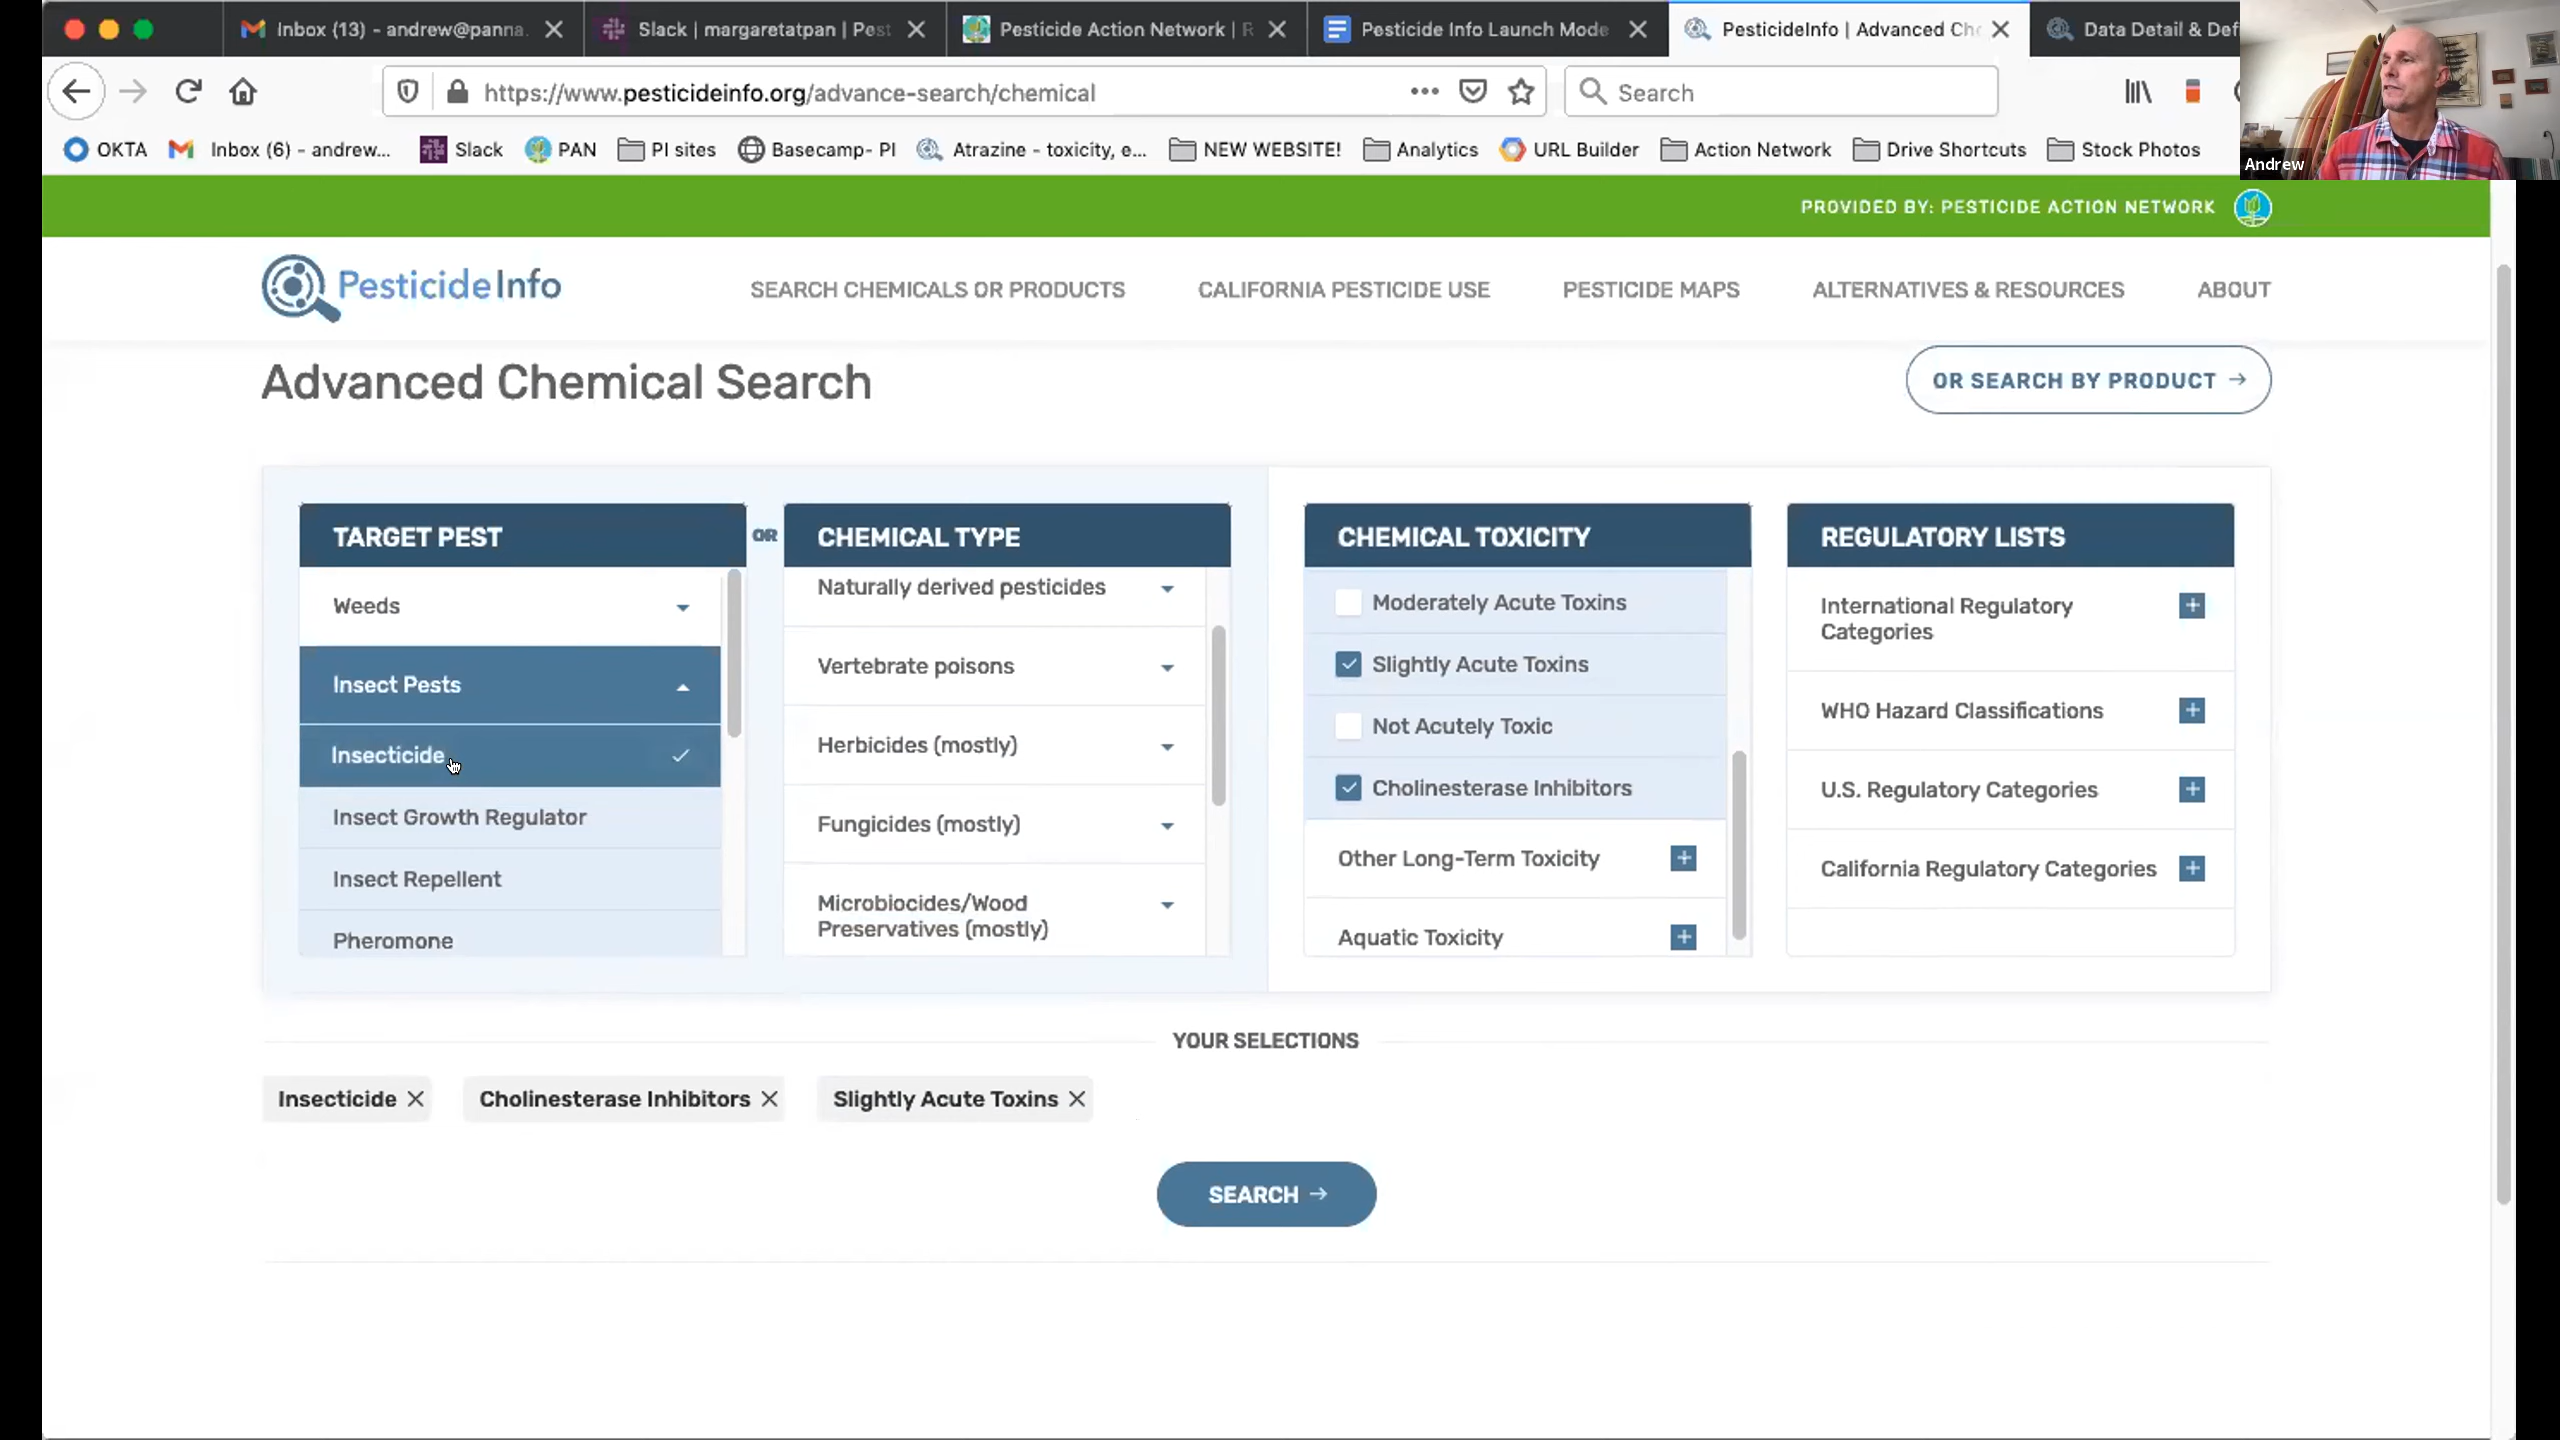 Inbox (13) - andrew@panna.
Slack | margaretatpan | Pest
Pesticide Action Network | R
Pesticide Info Launch Mode
PesticideInfo | Advanced Che
Data Detail & Def
https://www.pesticideinfo.org/advance-search/chemical
Search
OKTA
Inbox (6) - andrew...
Slack
PAN
PI sites
Basecamp- PI
Atrazine - toxicity, e...
NEW WEBSITE!
Analytics
URL Builder
Action Network
Drive Shortcuts
Stock Photos
Andrew
PROVIDED BY: PESTICIDE ACTION NETWORK
PesticideInfo
SEARCH CHEMICALS OR PRODUCTS
CALIFORNIA PESTICIDE USE
PESTICIDE MAPS
ALTERNATIVES & RESOURCES
ABOUT
Advanced Chemical Search
OR SEARCH BY PRODUCT →
TARGET PEST
Weeds
Insect Pests
Insecticide
Insect Growth Regulator
Insect Repellent
Pheromone
OR
CHEMICAL TYPE
Naturally derived pesticides
Vertebrate poisons
Herbicides (mostly)
Fungicides (mostly)
Microbiocides/Wood
Preservatives (mostly)
CHEMICAL TOXICITY
Moderately Acute Toxins
Slightly Acute Toxins
Not Acutely Toxic
Cholinesterase Inhibitors
Other Long-Term Toxicity
Aquatic Toxicity
REGULATORY LISTS
International Regulatory
Categories
WHO Hazard Classifications
U.S. Regulatory Categories
California Regulatory Categories
YOUR SELECTIONS
Insecticide
Cholinesterase Inhibitors
Slightly Acute Toxins
SEARCH →